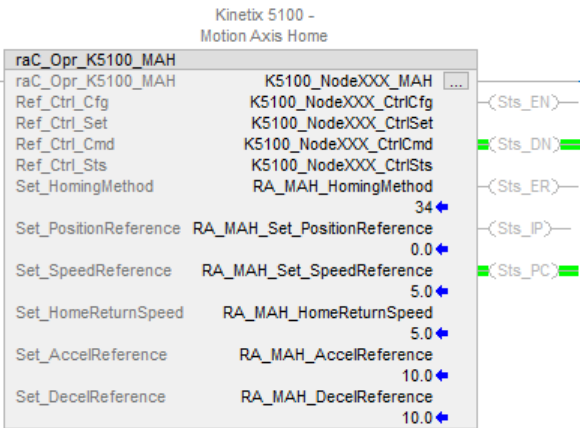 Kinetix 5100 -
Motion Axis Home
raC_Opr_K5100_MAH
raC_Opr_K5100_MAH K5100_NodeXXX_MAH ...
Ref_Ctrl_Cfg K5100_NodeXXX_CtrlCfg (Sts_EN)
Ref_Ctrl_Set K5100_NodeXXX_CtrlSet
Ref_Ctrl_Cmd K5100_NodeXXX_CtrlCmd (Sts_DN)
Ref_Ctrl_Sts K5100_NodeXXX_CtrlSts
Set_HomingMethod RA_MAH_HomingMethod (Sts_ER)
34
Set_PositionReference RA_MAH_Set_PositionReference (Sts_IP)
0.0
Set_SpeedReference RA_MAH_Set_SpeedReference (Sts_PC)
5.0
Set_HomeReturnSpeed RA_MAH_HomeReturnSpeed
5.0
Set_AccelReference RA_MAH_AccelReference
10.0
Set_DecelReference RA_MAH_DecelReference
10.0